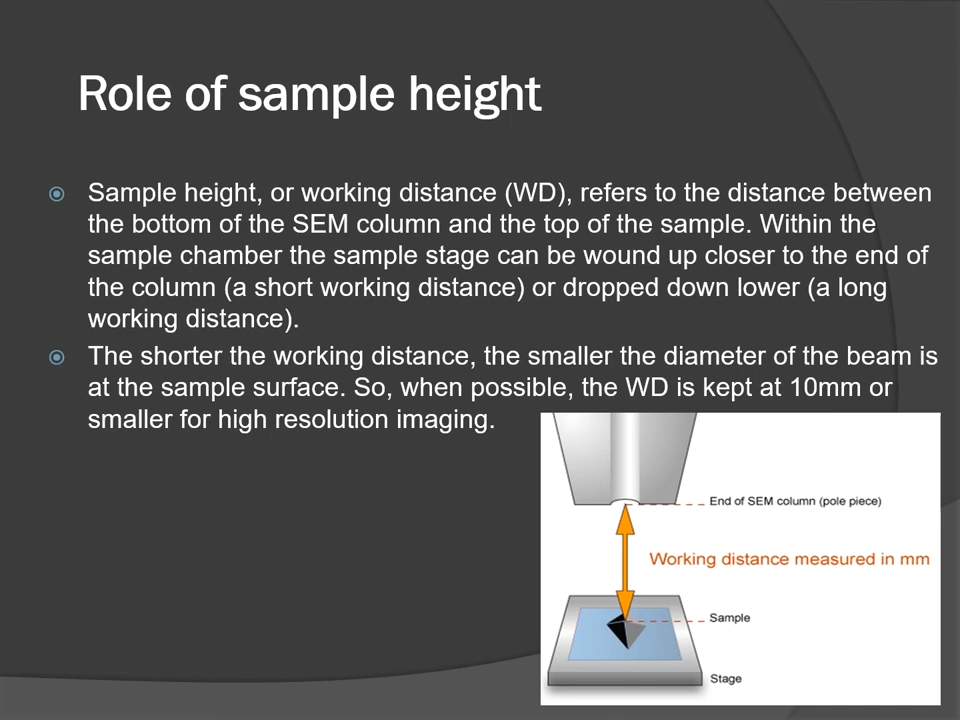 Role of sample height
Sample height, or working distance (WD), refers to the distance between
the bottom of the SEM column and the top of the sample. Within the
sample chamber the sample stage can be wound up closer to the end of
the column (a short working distance) or dropped down lower (a long
working distance).
The shorter the working distance, the smaller the diameter of the beam is
at the sample surface. So, when possible, the WD is kept at 10mm or
smaller for high resolution imaging.
End of SEM column (pole piece)
Working distance measured in mm
Sample
Stage